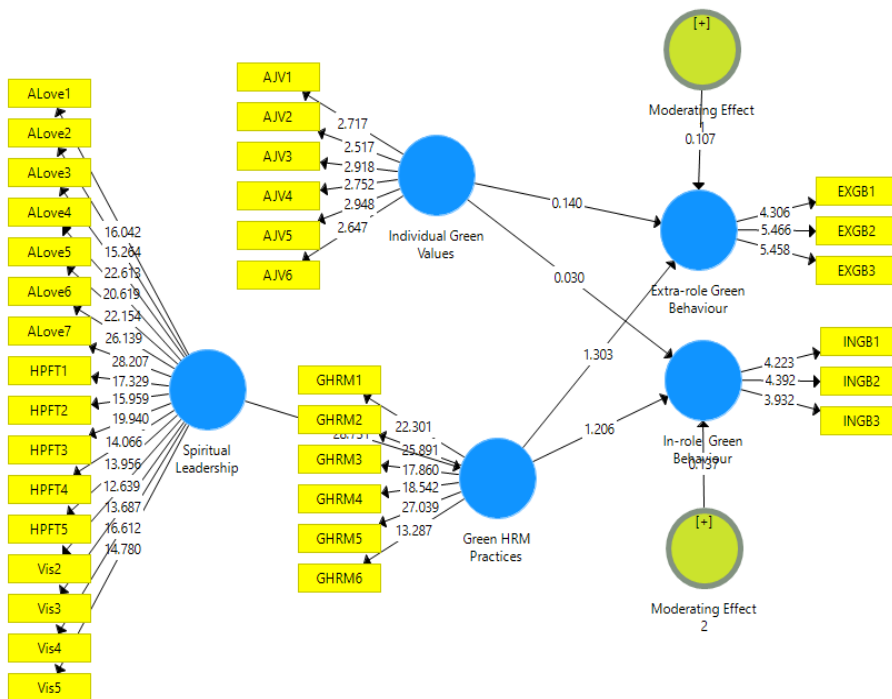 ALove1
ALove2
ALove3
ALove4
ALove5
ALove6
ALove7
HPFT1
HPFT2
HPFT3
HPFT4
HPFT5
Vis2
Vis3
Vis4
Vis5
16.042
15.264
22.613
20.619
22.154
26.139
28.207
17.329
15.959
19.940
14.066
13.956
12.639
13.687
16.612
14.780
Spiritual
Leadership
AJV1
AJV2
AJV3
AJV4
AJV5
AJV6
2.717
2.517
2.918
2.752
2.948
2.647
Individual Green
Values
GHRM1
GHRM2
GHRM3
GHRM4
GHRM5
GHRM6
22.301
25.891
17.860
18.542
27.039
13.287
Green HRM
Practices
0.140
0.030
1.303
1.206
[+]
Moderating Effect
0.107
Extra-role Green
Behaviour
4.306
5.466
5.458
EXGB1
EXGB2
EXGB3
In-role Green
Behaviour
0.137
4.223
4.392
3.932
INGB1
INGB2
INGB3
[+]
Moderating Effect
2